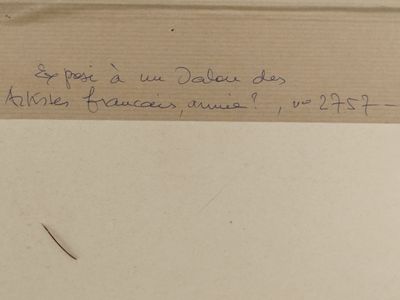 Exposé à un Salon des
Artistes français, année?, no 2757 -